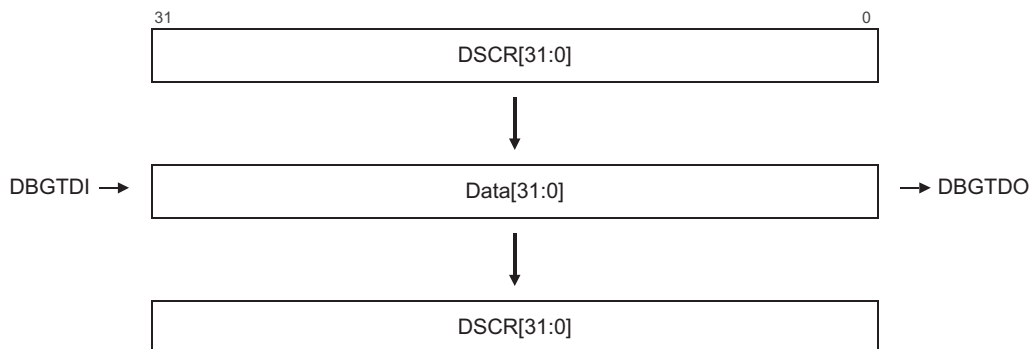 31 0
DSCR[31:0]
DBGTDI Data[31:0] DBGTDO
DSCR[31:0]